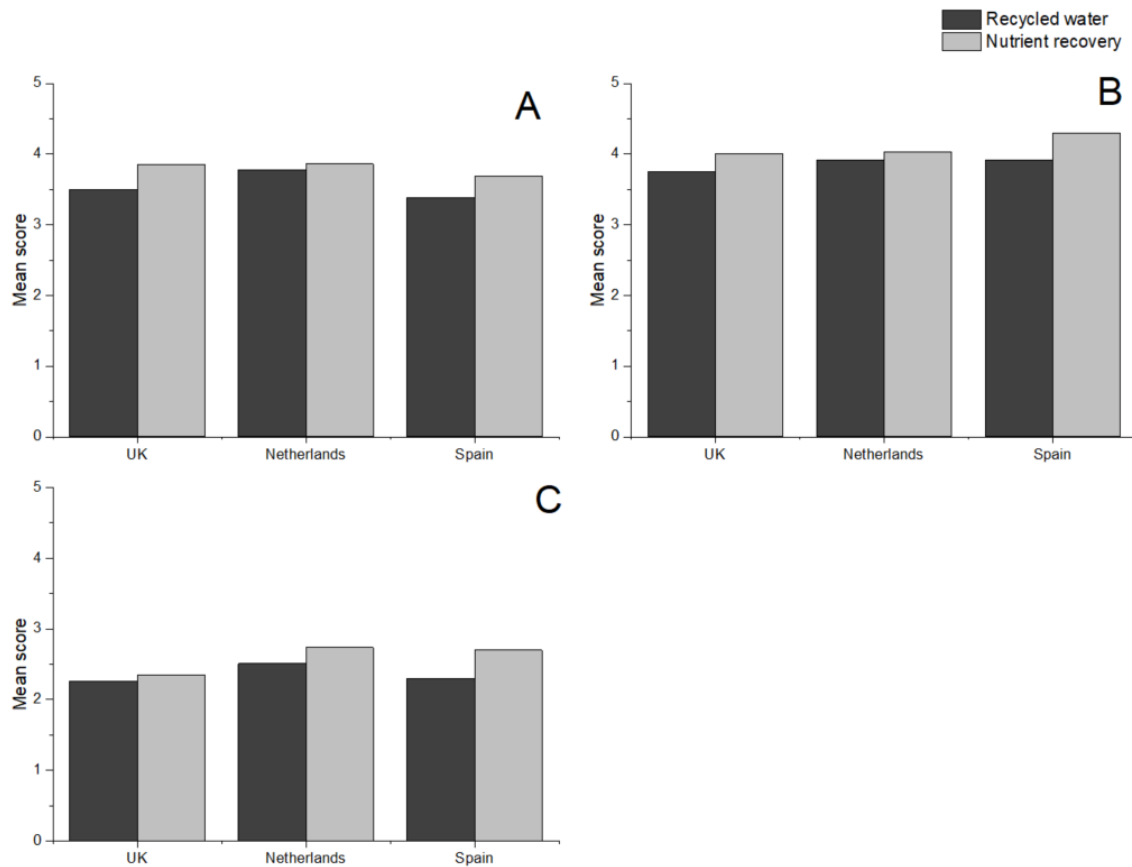 Recycled water
Nutrient recovery
A
5
4
3
2
1
0
Mean score
UK Netherlands Spain
B
5
4
3
2
1
0
Mean score
UK Netherlands Spain
C
5
4
3
2
1
0
Mean score
UK Netherlands Spain